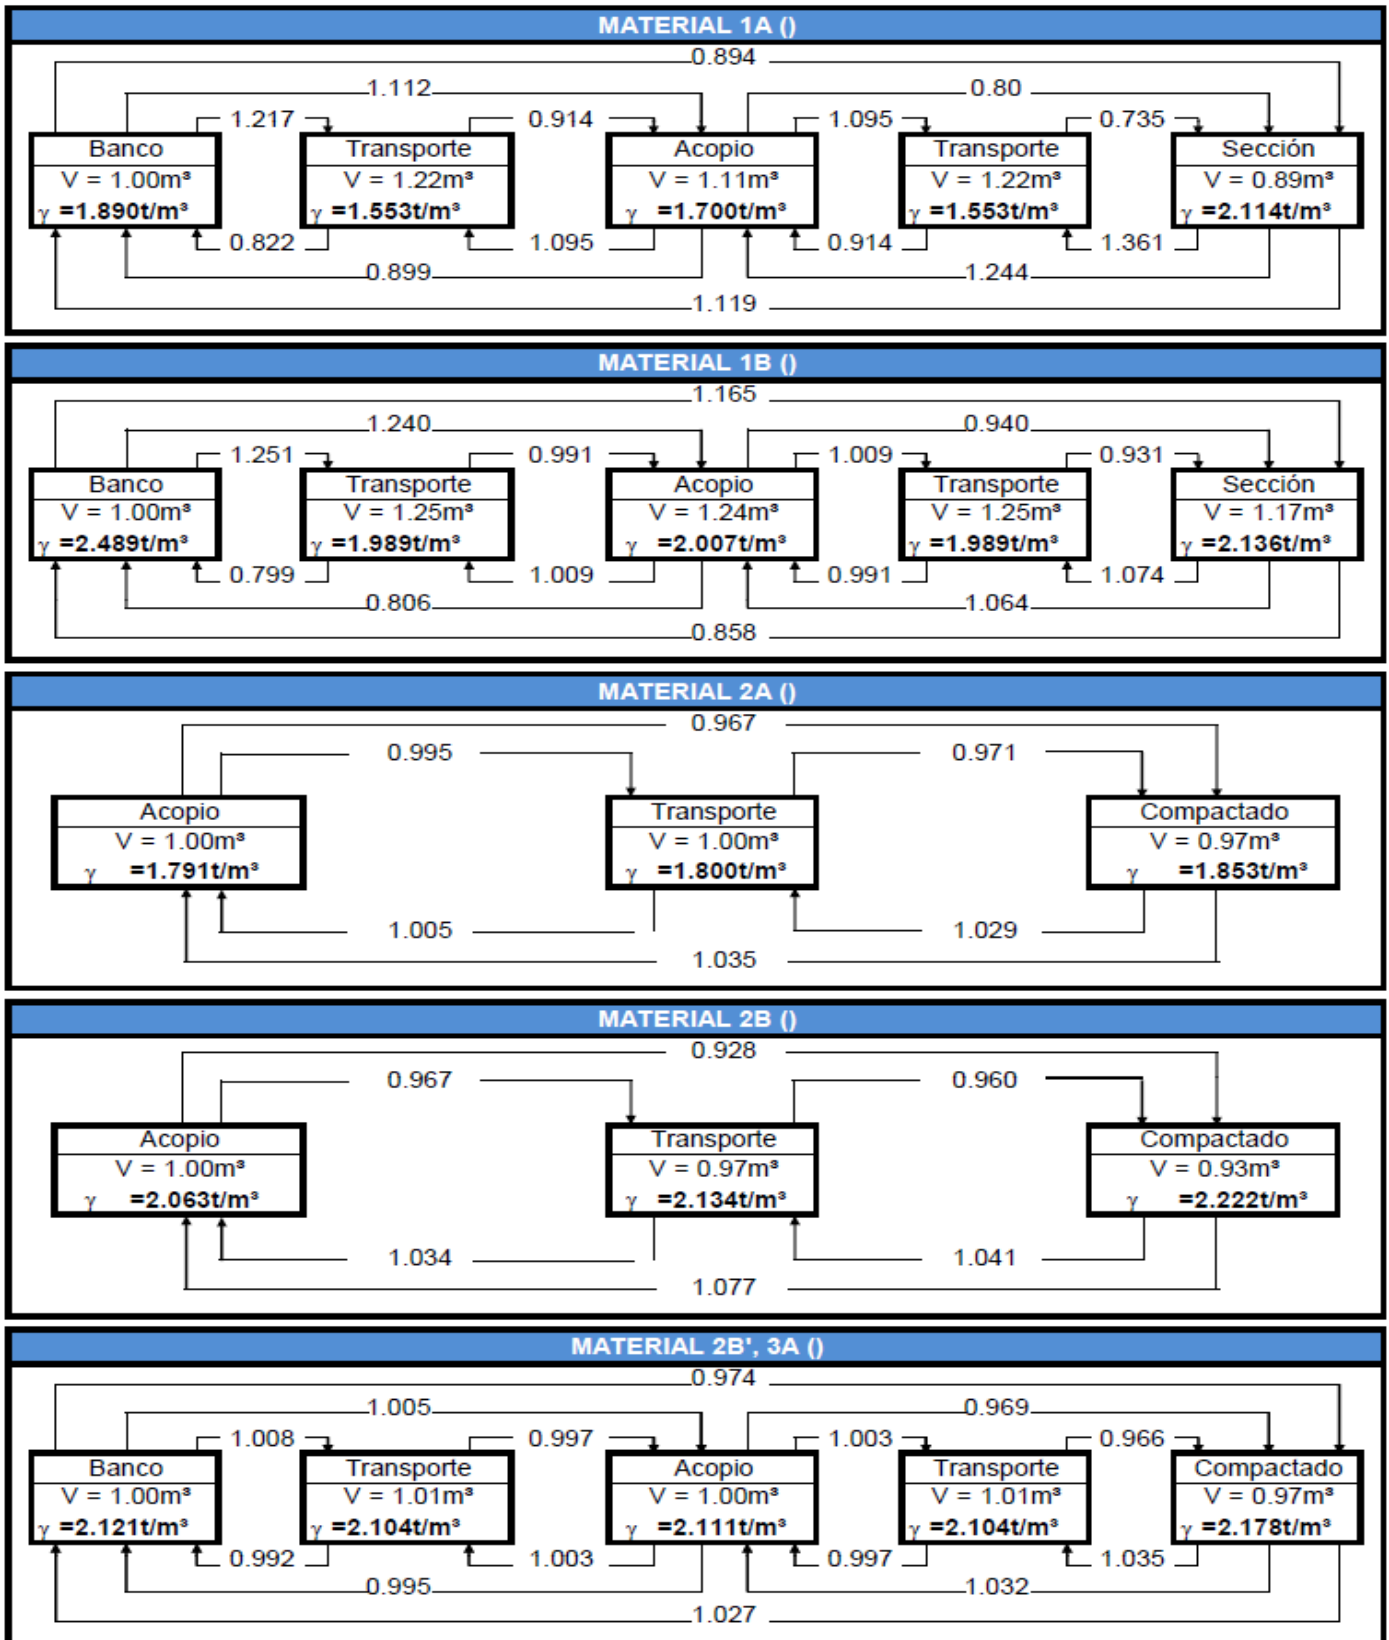 MATERIAL 1A ()
0.894
1.112 0.80
1.217 0.914 1.095 0.735
Banco Transporte Acopio Transporte Sección
V = 1.00m³ V = 1.22m³ V = 1.11m³ V = 1.22m³ V = 0.89m³
γ =1.890t/m³ γ =1.553t/m³ γ =1.700t/m³ γ =1.553t/m³ γ =2.114t/m³
0.822 1.095 0.914 1.361
0.899 1.244
1.119
MATERIAL 1B ()
1.165
1.240 0.940
1.251 0.991 1.009 0.931
Banco Transporte Acopio Transporte Sección
V = 1.00m³ V = 1.25m³ V = 1.24m³ V = 1.25m³ V = 1.17m³
γ =2.489t/m³ γ =1.989t/m³ γ =2.007t/m³ γ =1.989t/m³ γ =2.136t/m³
0.799 1.009 0.991 1.074
0.806 1.064
0.858
MATERIAL 2A ()
0.967
0.995 0.971
Acopio Transporte Compactado
V = 1.00m³ V = 1.00m³ V = 0.97m³
γ =1.791t/m³ γ =1.800t/m³ γ =1.853t/m³
1.005 1.029
1.035
MATERIAL 2B ()
0.928
0.967 0.960
Acopio Transporte Compactado
V = 1.00m³ V = 0.97m³ V = 0.93m³
γ =2.063t/m³ γ =2.134t/m³ γ =2.222t/m³
1.034 1.041
1.077
MATERIAL 2B', 3A ()
0.974
1.005 0.969
1.008 0.997 1.003 0.966
Banco Transporte Acopio Transporte Compactado
V = 1.00m³ V = 1.01m³ V = 1.00m³ V = 1.01m³ V = 0.97m³
γ =2.121t/m³ γ =2.104t/m³ γ =2.111t/m³ γ =2.104t/m³ γ =2.178t/m³
0.992 1.003 0.997 1.035
0.995 1.032
1.027